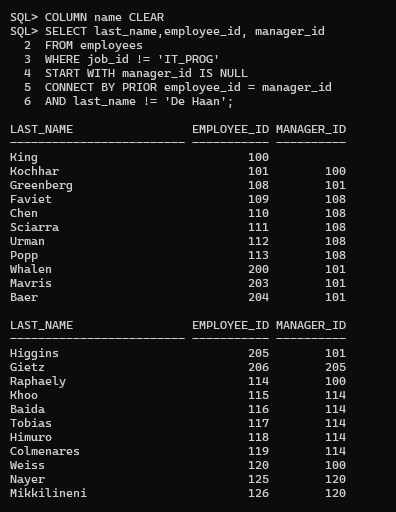 SQL> COLUMN name CLEAR
SQL> SELECT last_name,employee_id, manager_id
  2  FROM employees
  3  WHERE job_id != 'IT_PROG'
  4  START WITH manager_id IS NULL
  5  CONNECT BY PRIOR employee_id = manager_id
  6  AND last_name != 'De Haan';

LAST_NAME                 EMPLOYEE_ID MANAGER_ID
------------------------- ----------- ----------
King                              100
Kochhar                           101        100
Greenberg                         108        101
Faviet                            109        108
Chen                              110        108
Sciarra                           111        108
Urman                             112        108
Popp                              113        108
Whalen                            200        101
Mavris                            203        101
Baer                              204        101

LAST_NAME                 EMPLOYEE_ID MANAGER_ID
------------------------- ----------- ----------
Higgins                           205        101
Gietz                             206        205
Raphaely                          114        100
Khoo                              115        114
Baida                             116        114
Tobias                            117        114
Himuro                            118        114
Colmenares                        119        114
Weiss                             120        100
Nayer                             125        120
Mikkilineni                       126        120